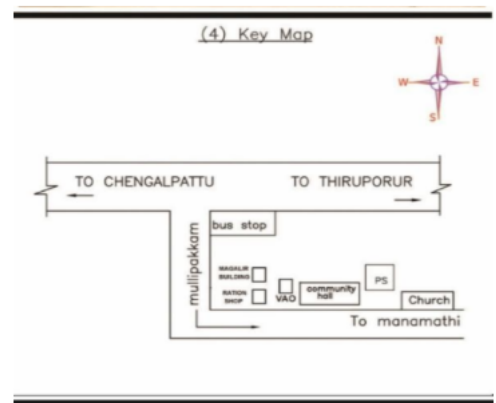 (4) Key Map
N
W
E
S
TO CHENGALPATTU
TO THIRUPORUR
mullipakkam
bus stop
MAGALIR
BUILDING
RATION
SHOP
VAO
community
hall
PS
Church
To manamathi